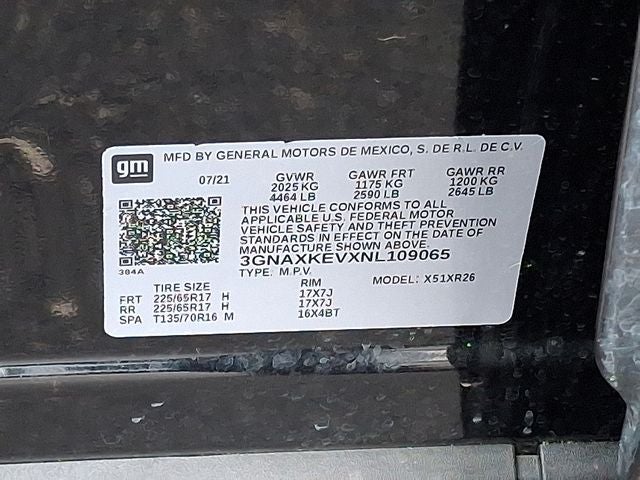 gm
MFD BY GENERAL MOTORS DE MEXICO, S. DE R.L. DE C.V.
07/21 GVWR GAWR FRT GAWR RR
2025 KG 1175 KG 1200 KG
4464 LB 2590 LB 2645 LB
THIS VEHICLE CONFORMS TO ALL
APPLICABLE U.S. FEDERAL MOTOR
VEHICLE SAFETY AND THEFT PREVENTION
STANDARDS IN EFFECT ON THE DATE OF
MANUFACTURE SHOWN ABOVE.
3GNAXKEVXNL109065
384A
TYPE: M.P.V. MODEL: X51XR26
TIRE SIZE RIM
FRT 225/65R17 H 17X7J
RR 225/65R17 H 17X7J
SPA T135/70R16 M 16X4BT